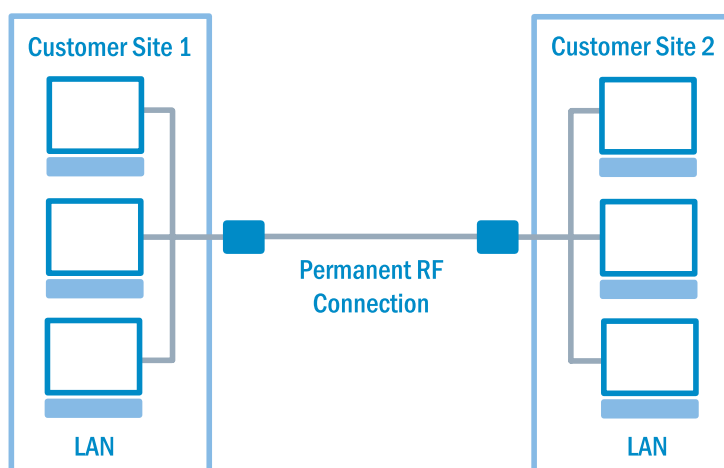 Customer Site 1
Customer Site 2
Permanent RF
Connection
LAN
LAN